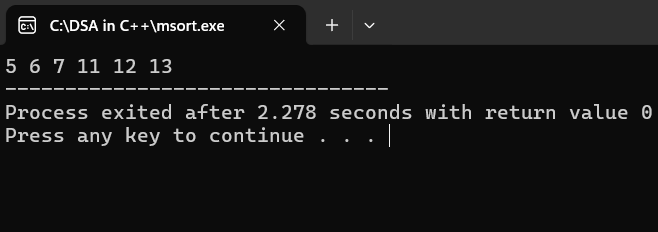 C:\DSA in C++\msort.exe
5 6 7 11 12 13
--------------------------------
Process exited after 2.278 seconds with return value 0
Press any key to continue . . .